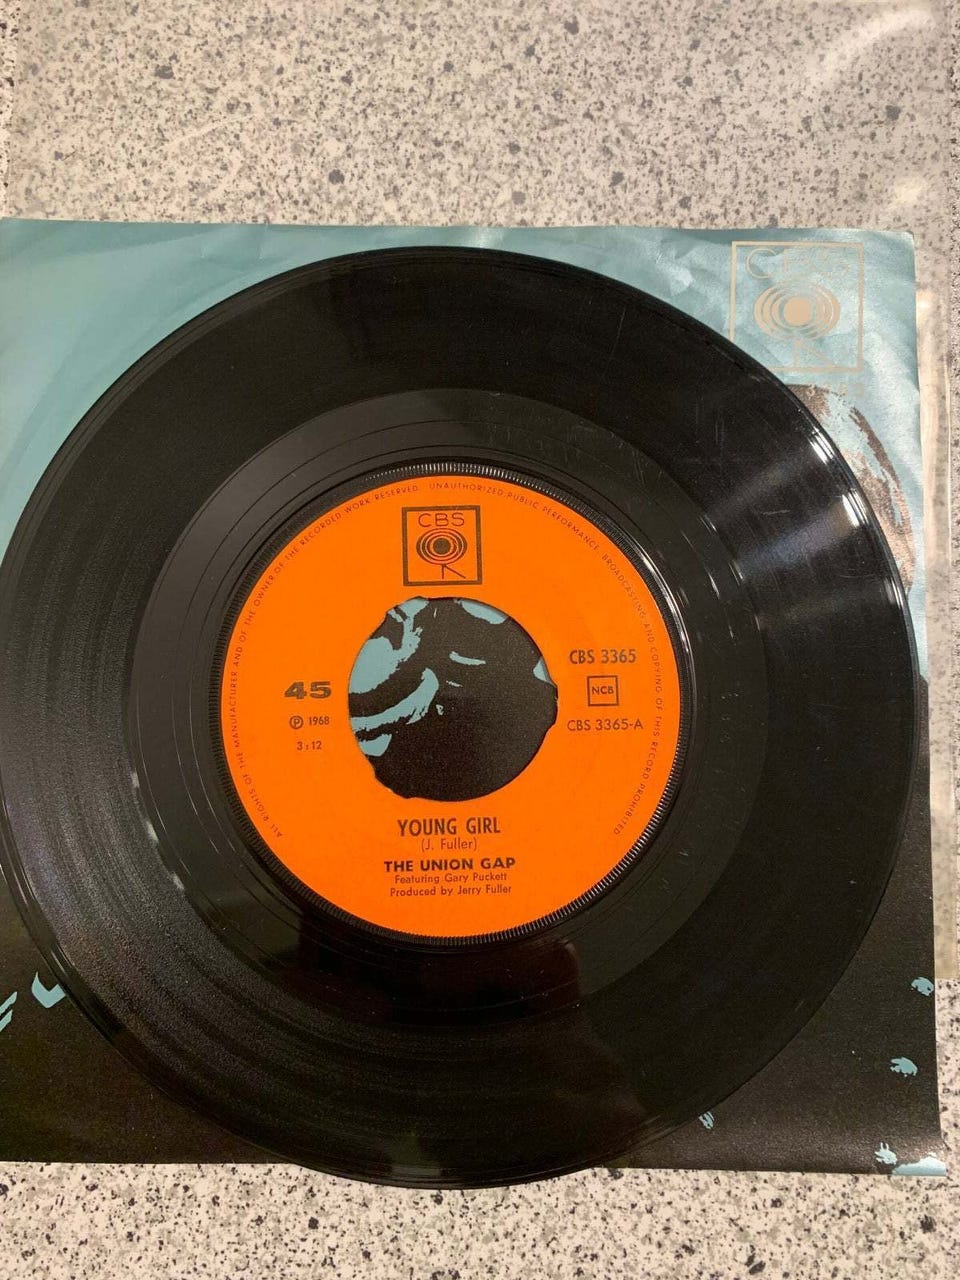 CBS
ALL RIGHTS OF THE MANUFACTURER AND OF THE OWNER OF THE RECORDED WORK RESERVED. UNAUTHORIZED PUBLIC PERFORMANCE, BROADCASTING AND COPYING OF THIS RECORD PROHIBITED
CBS
CBS 3365
45
NCB
℗ 1968
CBS 3365-A
3:12
YOUNG GIRL
(J. Fuller)
THE UNION GAP
Featuring Gary Puckett
Produced by Jerry Fuller